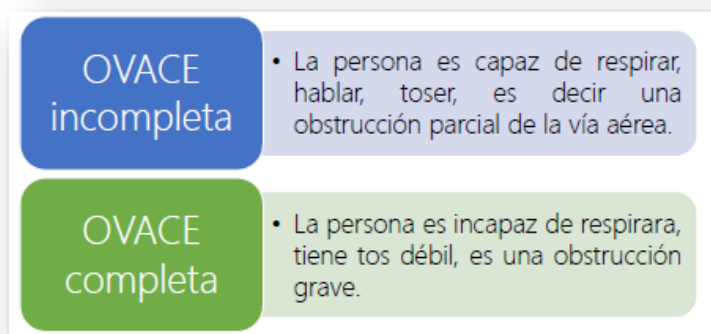 OVACE
incompleta
• La persona es capaz de respirar,
hablar, toser, es decir una
obstrucción parcial de la vía aérea.
OVACE
completa
• La persona es incapaz de respirara,
tiene tos débil, es una obstrucción
grave.